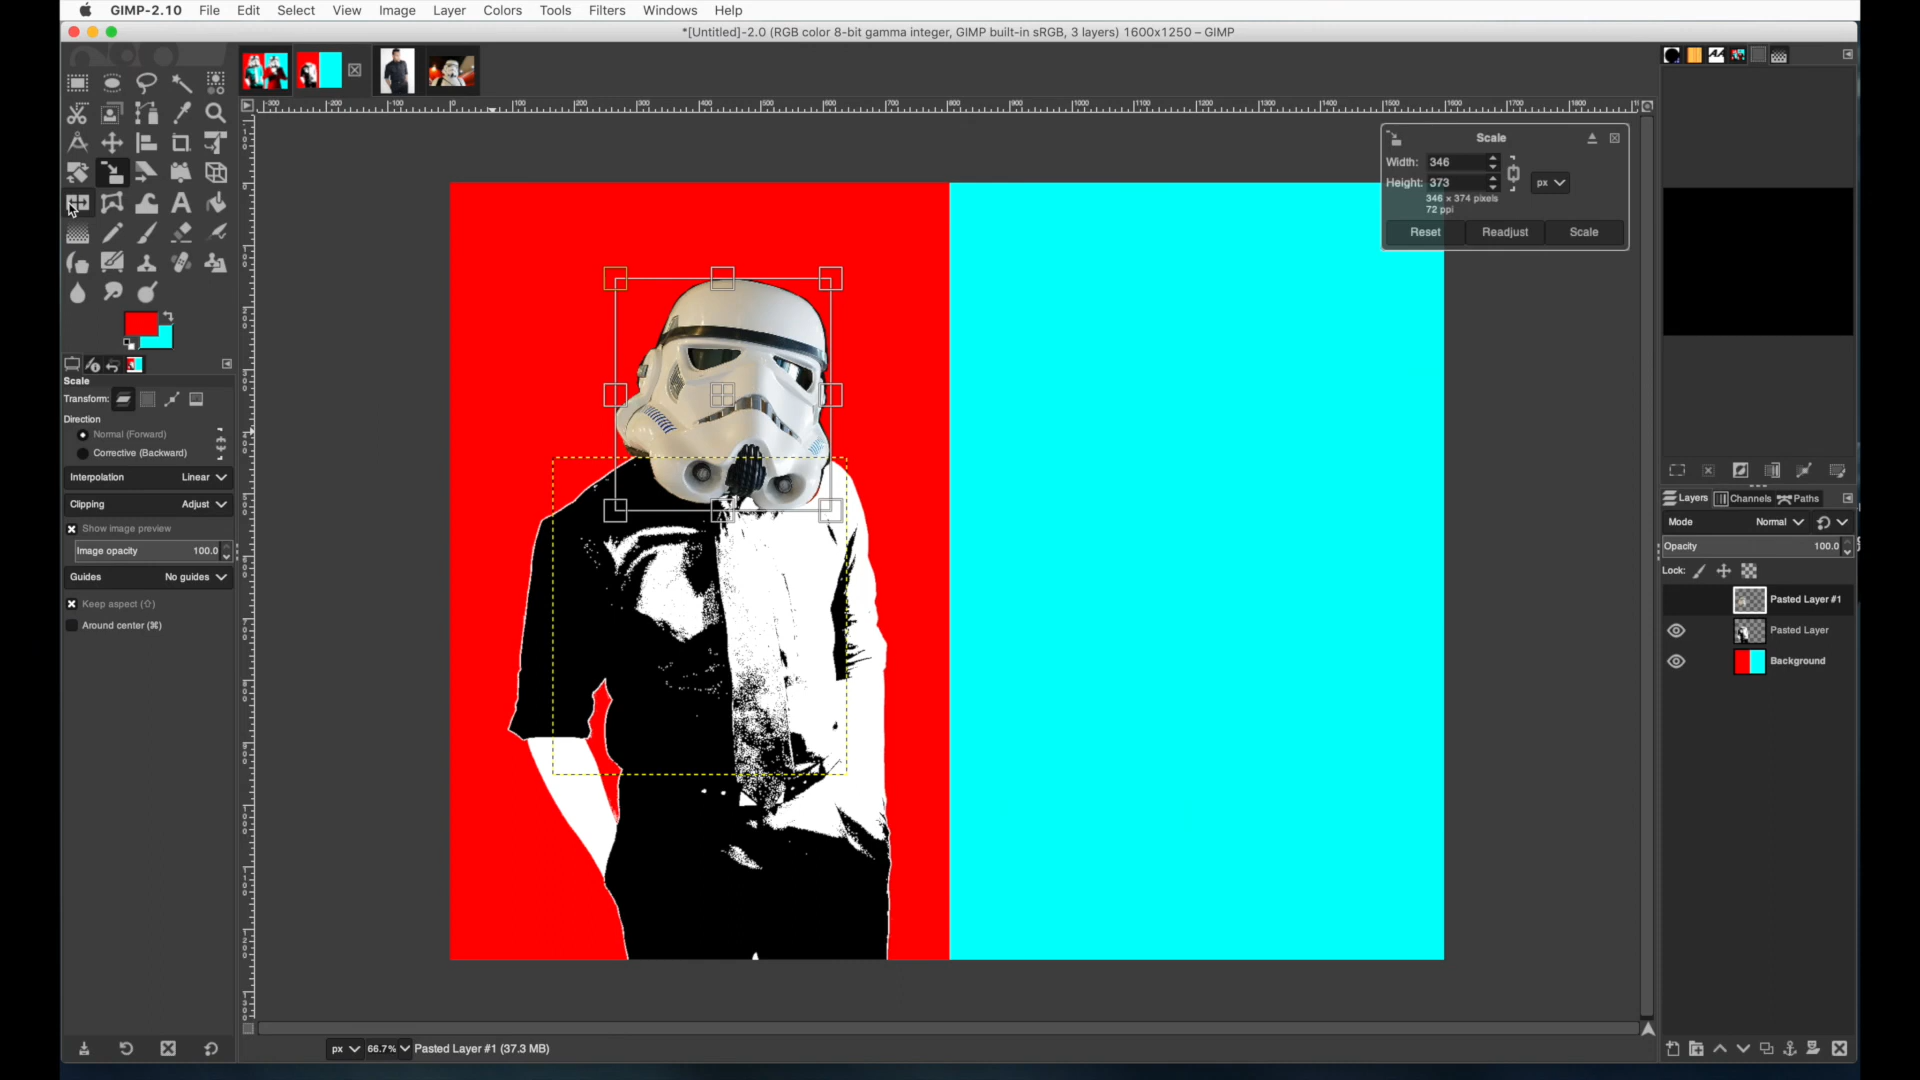 GIMP-2.10 File Edit Select View Image Layer Colors Tools Filters Windows Help
*[Untitled]-2.0 (RGB color 8-bit gamma integer, GIMP built-in sRGB, 3 layers) 1600x1250 – GIMP
Scale
Width: 346
Height: 373
px
346 × 374 pixels
72 ppi
Reset Readjust Scale
Scale
Transform:
Direction
Normal (Forward)
Corrective (Backward)
Interpolation Linear
Clipping Adjust
Show image preview
Image opacity 100.0
Guides No guides
Keep aspect (⇧)
Around center (⌘)
Layers Channels Paths
Mode Normal
Opacity 100.0
Lock:
Pasted Layer #1
Pasted Layer
Background
px 66.7% Pasted Layer #1 (37.3 MB)